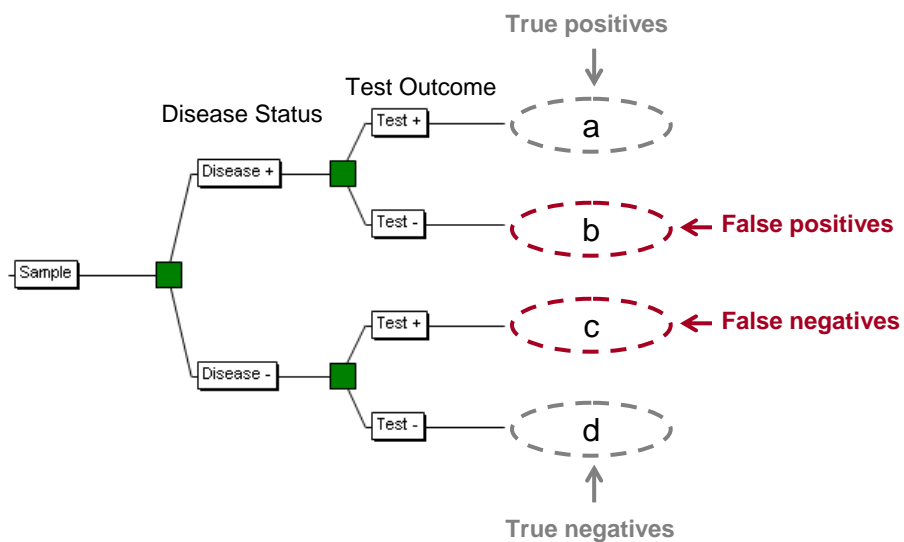 True positives
Test Outcome
Disease Status
Test +
a
Disease +
Test -
b
False positives
Sample
Test +
c
False negatives
Disease -
Test -
d
True negatives